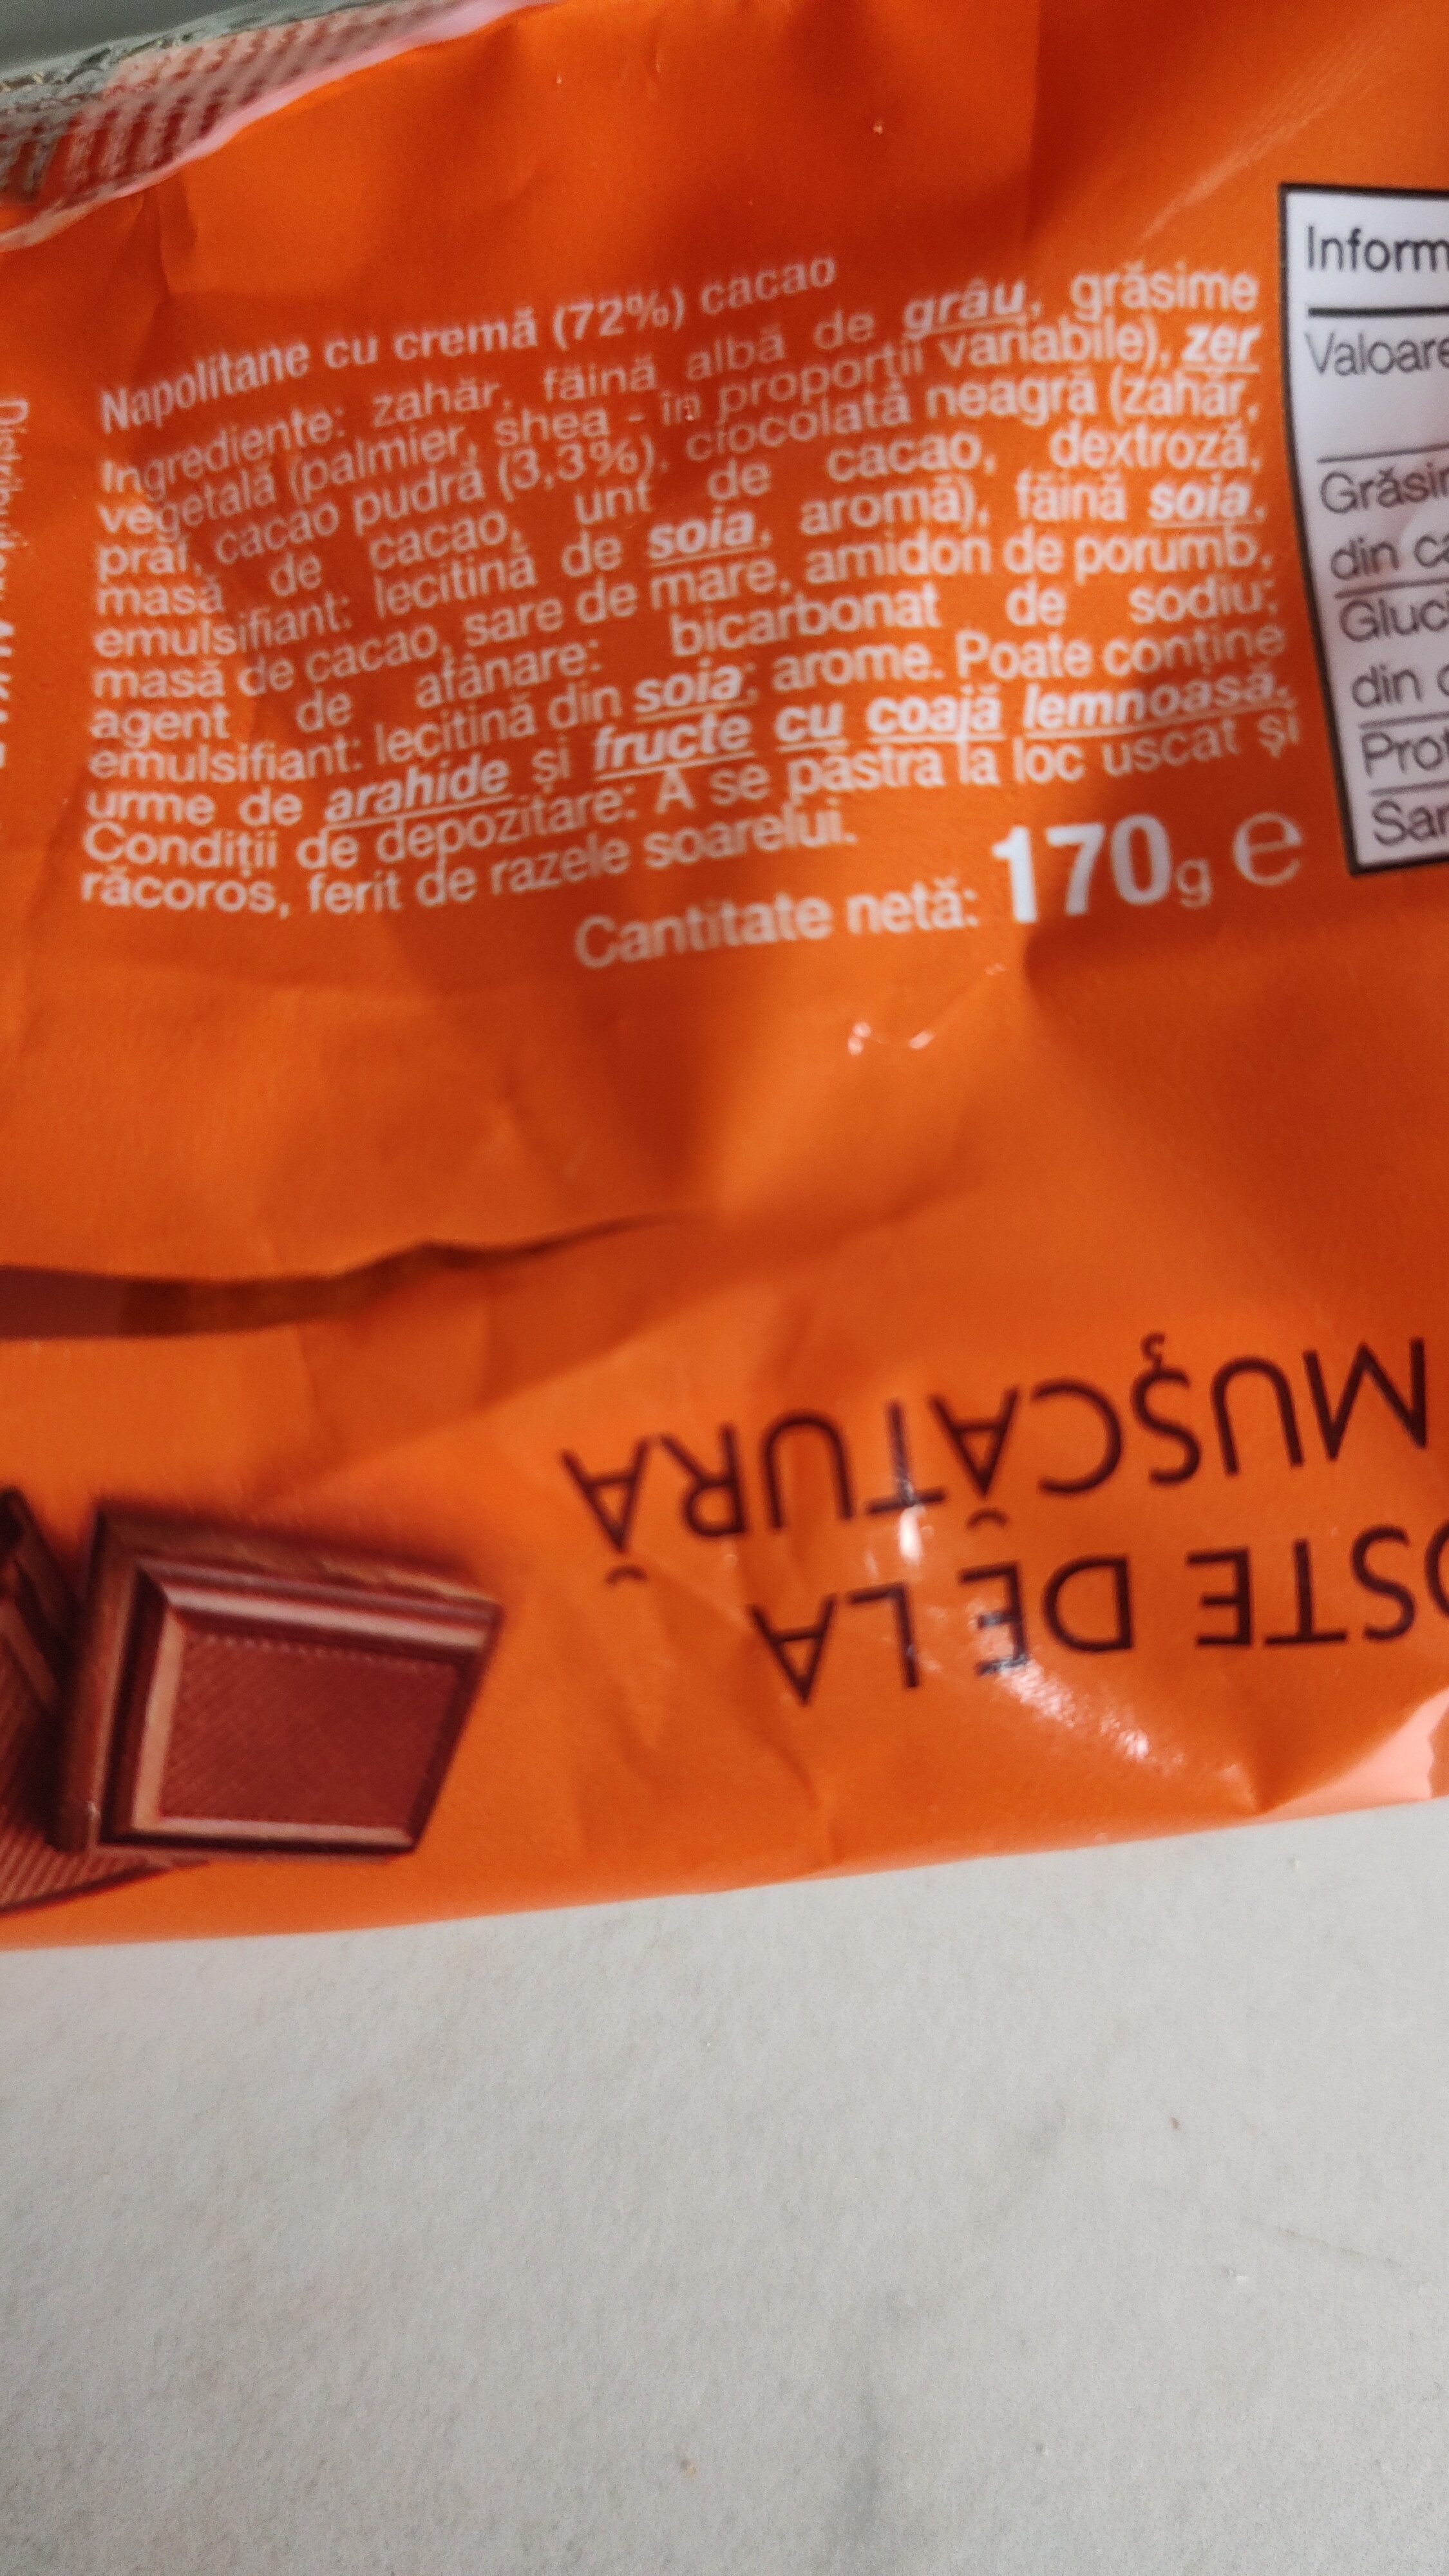 Napolitane cu cremă (72%) cacao
Ingrediente: zahăr, făină albă de grâu, grăsime
vegetală (palmier, shea - în proporții variabile), zer
praf, cacao pudră (3,3%), ciocolată neagră (zahăr,
masă de cacao, unt de cacao, dextroză,
emulsifiant: lecitină de soia, aromă), făină soia,
masă de cacao, sare de mare, amidon de porumb,
agent de afânare: bicarbonat de sodiu;
emulsifiant: lecitină din soia; arome. Poate conține
urme de arahide și fructe cu coajă lemnoasă.
Condiții de depozitare: A se păstra la loc uscat și
răcoros, ferit de razele soarelui.
Cantitate netă: 170g e
Inform
Valoare
Grăsi
din
Gluc
din
Prot
Sar
OSTE DE LA
MUȘCĂTURĂ